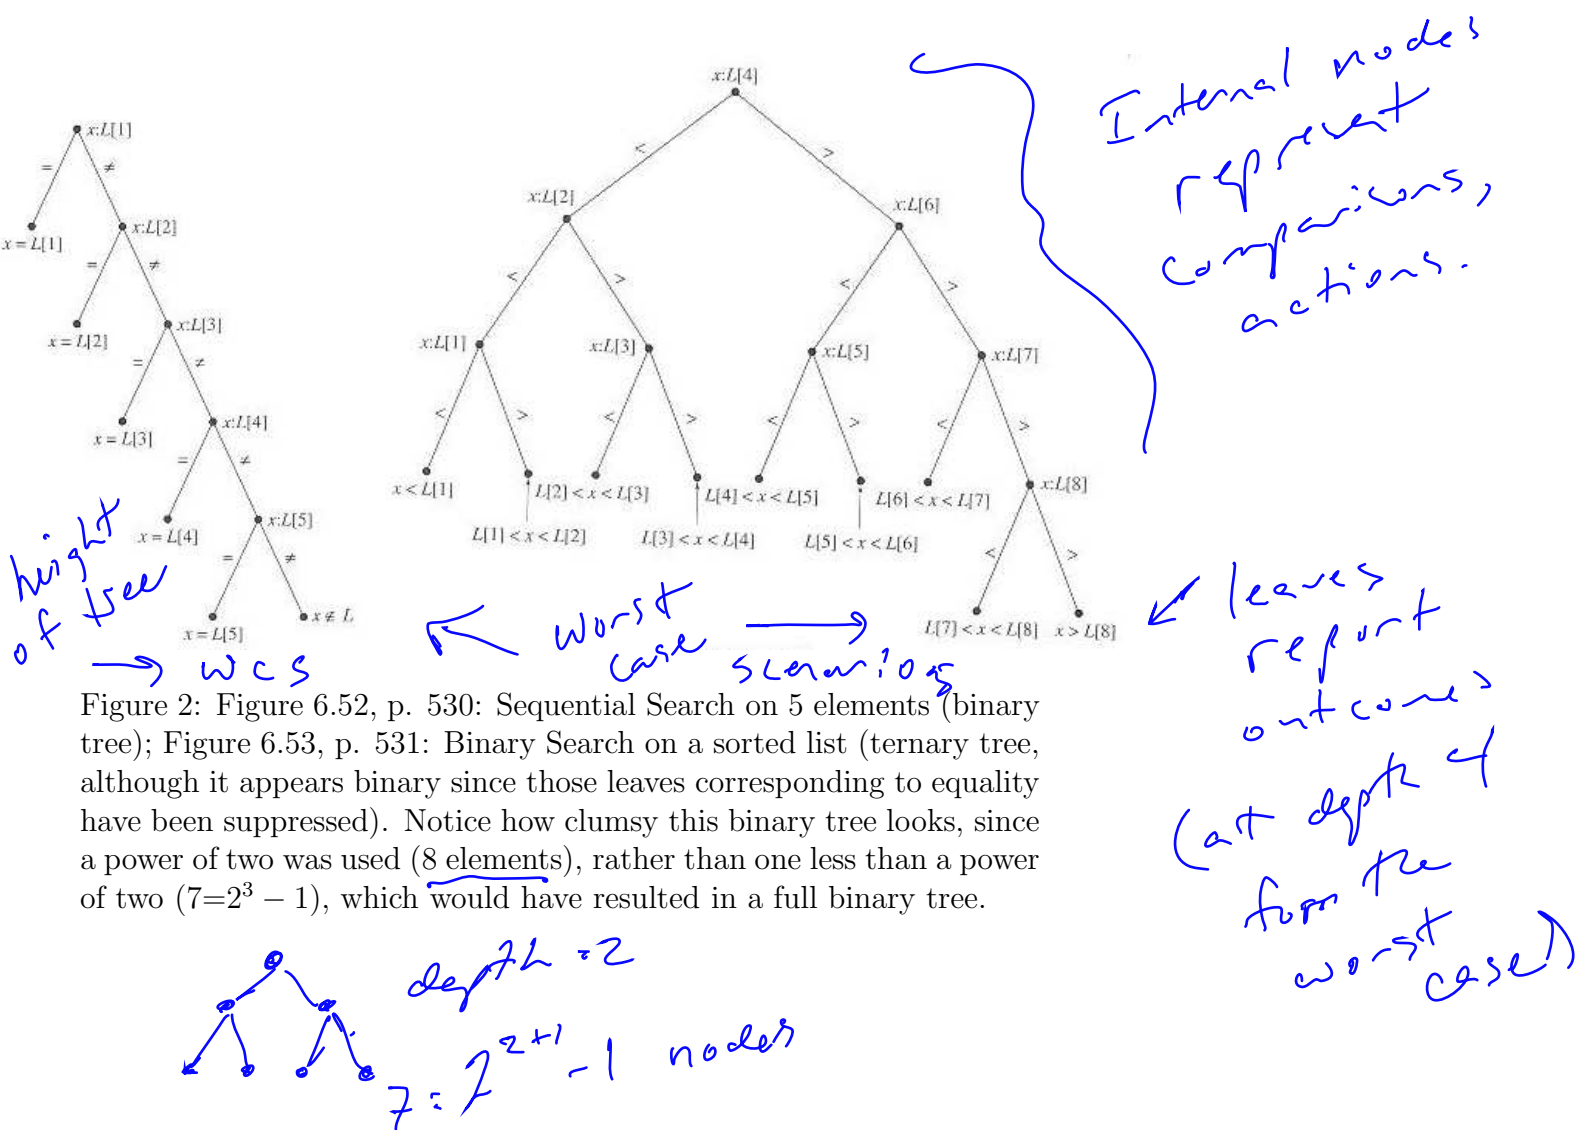 Internal nodes
represent
comparisons,
actions.
x:L[1]
= ≠
x = L[1]
x:L[2]
= ≠
x = L[2]
x:L[3]
= ≠
x = L[3]
x:L[4]
= ≠
x = L[4]
x:L[5]
= ≠
x = L[5]
x ∉ L
x:L[4]
< >
x:L[2] x:L[6]
< > < >
x:L[1] x:L[3] x:L[5] x:L[7]
< > < > < > < >
x < L[1] L[2] < x < L[3] L[4] < x < L[5] L[6] < x < L[7] x:L[8]
L[1] < x < L[2] L[3] < x < L[4] L[5] < x < L[6]
< >
L[7] < x < L[8] x > L[8]
height
of tree
→ wcs
worst
case
scenarios
leaves
report
outcomes
(at depth 4
from the
worst
case)
Figure 2: Figure 6.52, p. 530: Sequential Search on 5 elements (binary
tree); Figure 6.53, p. 531: Binary Search on a sorted list (ternary tree,
although it appears binary since those leaves corresponding to equality
have been suppressed). Notice how clumsy this binary tree looks, since
a power of two was used (8 elements), rather than one less than a power
of two (7=2³ − 1), which would have resulted in a full binary tree.
depth = 2
7 = 2²⁺¹ - 1 nodes